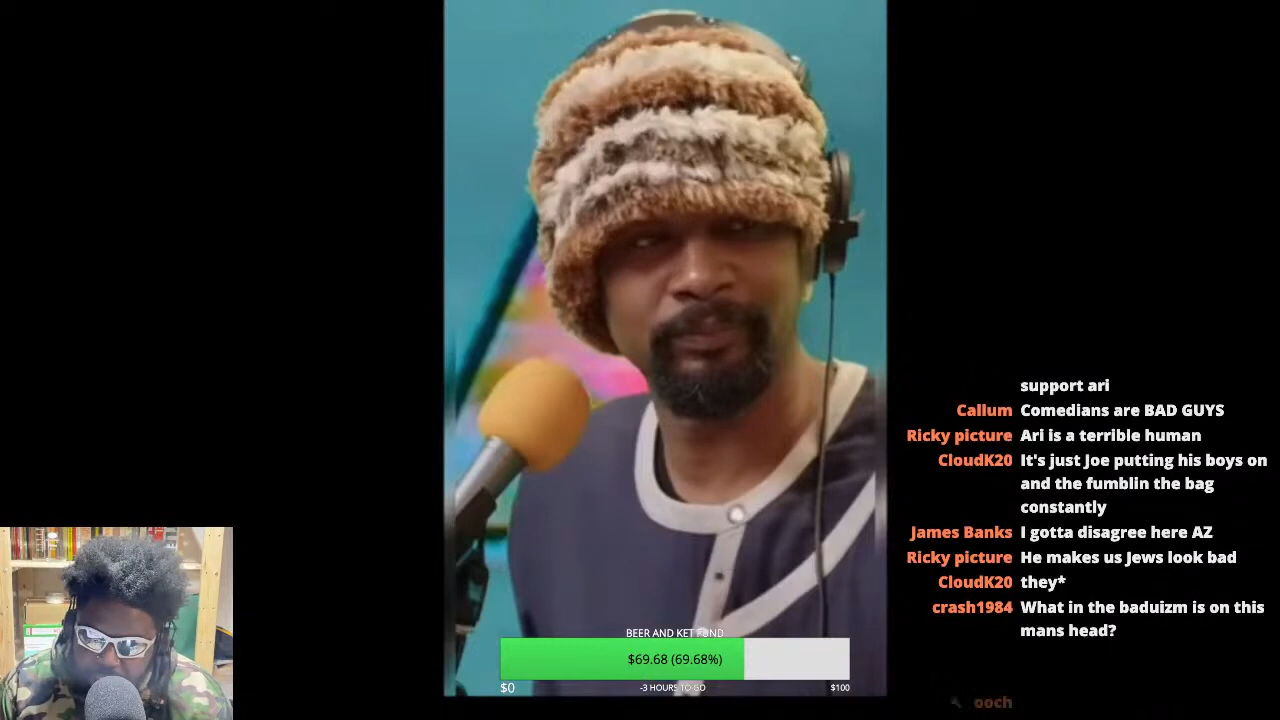 support ari
Callum Comedians are BAD GUYS
Ricky picture Ari is a terrible human
CloudK20 It's just Joe putting his boys on
and the fumblin the bag
constantly
James Banks I gotta disagree here AZ
Ricky picture He makes us Jews look bad
CloudK20 they*
crash1984 What in the baduizm is on this
mans head?
ooch
BEER AND KET FUND
$69.68 (69.68%)
$0 -3 HOURS TO GO $100